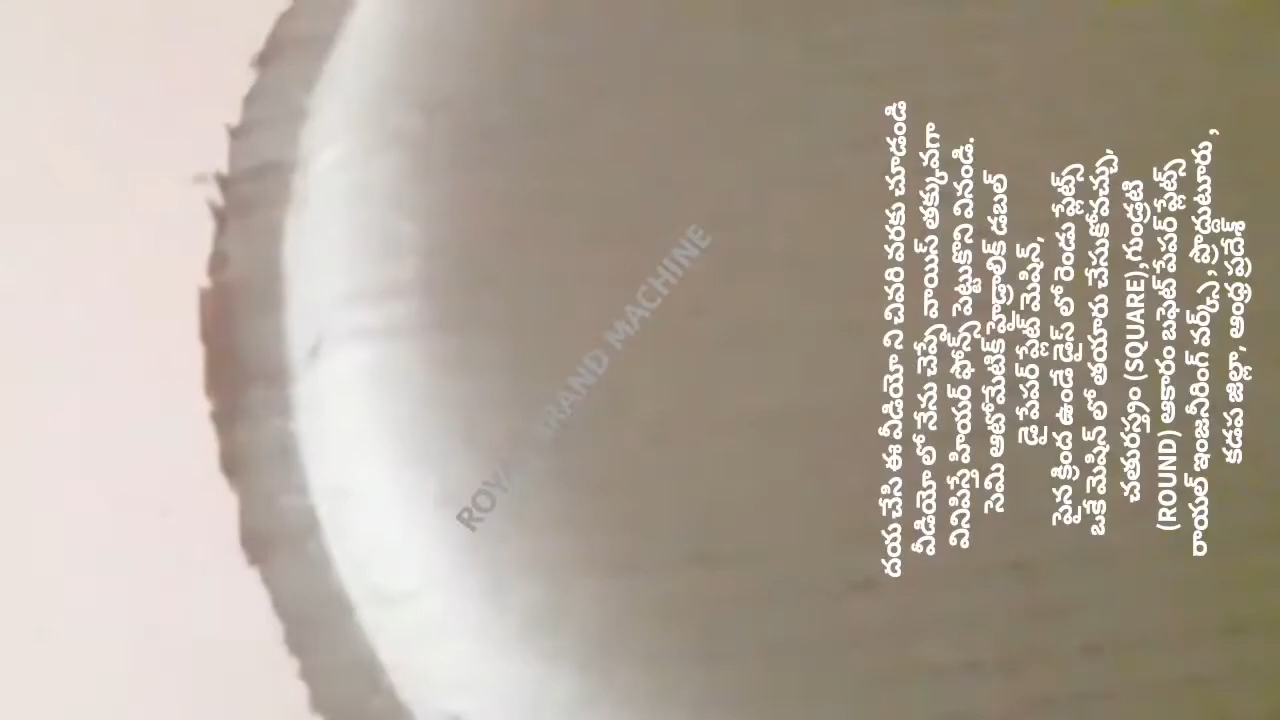 దయ చేసి ఈ వీడియో ని చివరి వరకు చూడండి
వీడియో లో నేను చెప్పే వాయిస్ తక్కువగా
వినిపిస్తే హియర్ ఫోన్స్ పెట్టుకొని వినండి.
సెమి ఆటోమేటిక్ హైడ్రాలిక్ డబల్
డై పేపర్ ప్లేట్ మెషిన్,
పైన క్రింద ఉండే డైస్ లో రెండు ప్లేట్స్
ఒకే మెషిన్ లో తయారు చేసుకోవచ్చు,
చతురస్రం (SQUARE),గుండ్రటి
(ROUND) ఆకారం బఫెట్ పేపర్ ప్లేట్స్
రాయల్ ఇంజనీరింగ్ వర్క్స్, ప్రొద్దుటూరు,
కడప జిల్లా, ఆంధ్ర ప్రదేశ్
ROYAL BRAND MACHINE